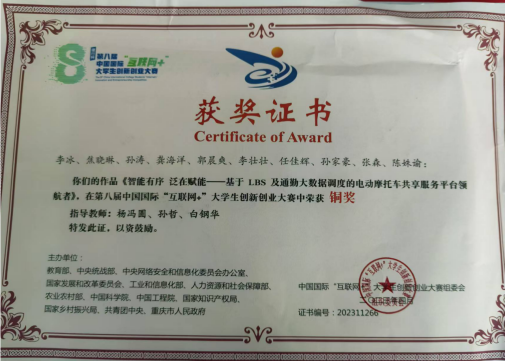 第八届
中国国际"互联网+"
大学生创新创业大赛
获奖证书
Certificate of Award
李冰、焦晓琳、孙涛、龚海洋、郭晨爽、李壮壮、任佳辉、孙家豪、张森、陈姝瑜：
你们的作品《智能有序 泛在赋能——基于 LBS 及通勤大数据调度的电动摩托车共享服务平台领
航者》，在第八届中国国际"互联网+"大学生创新创业大赛中荣获 铜奖
指导教师：杨冯圆、孙哲、白钢华
特发此证，以资鼓励。
主办单位：
教育部、中央统战部、中央网络安全和信息化委员会办公室、
国家发展和改革委员会、工业和信息化部、人力资源和社会保障部、
农业农村部、中国科学院、中国工程院、国家知识产权局、
国家乡村振兴局、共青团中央、重庆市人民政府
中国国际"互联网+"大学生创新创业大赛组委会
证书编号：202311266